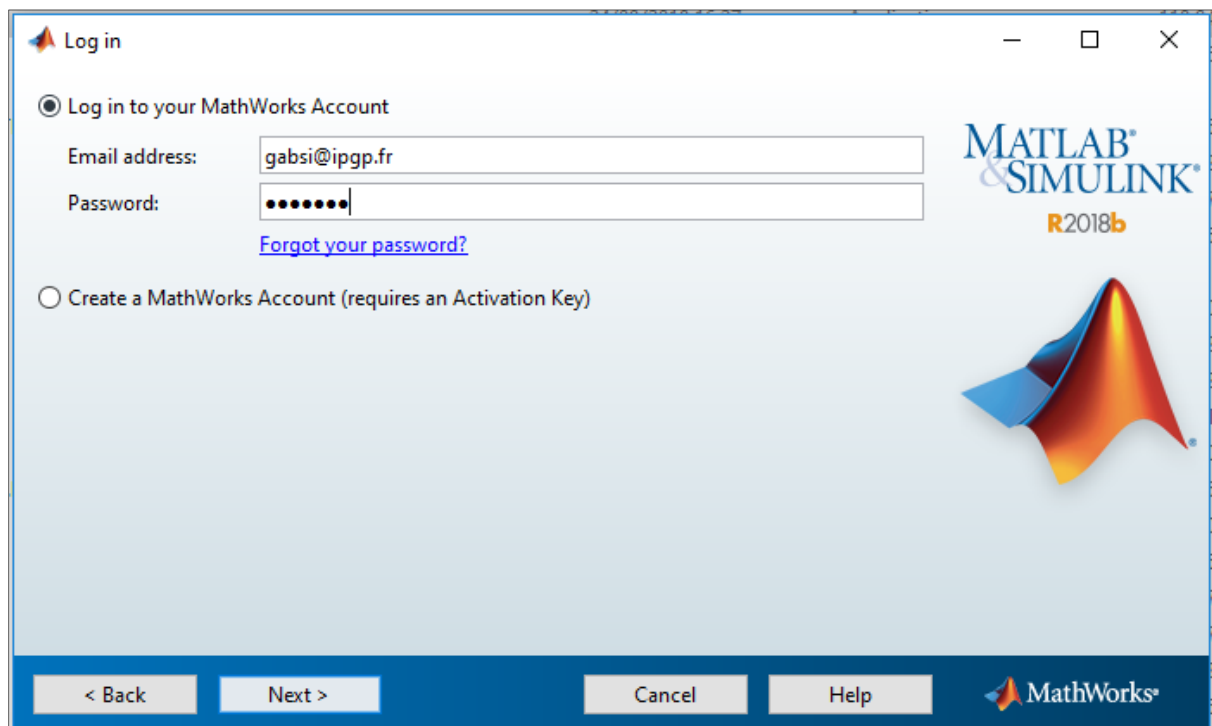 Log in
Log in to your MathWorks Account
Email address: gabsi@ipgp.fr
Password: •••••••
Forgot your password?
Create a MathWorks Account (requires an Activation Key)
MATLAB®
&SIMULINK®
R2018b
< Back Next > Cancel Help MathWorks®